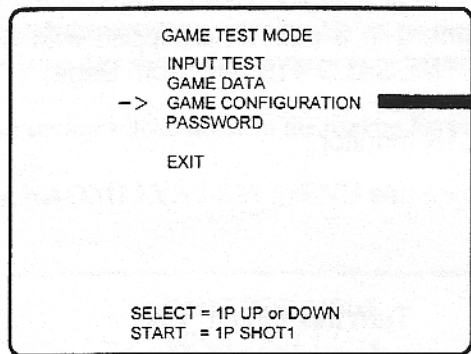 GAME TEST MODE
INPUT TEST
GAME DATA
-> GAME CONFIGURATION
PASSWORD
EXIT
SELECT = 1P UP or DOWN
START = 1P SHOT1